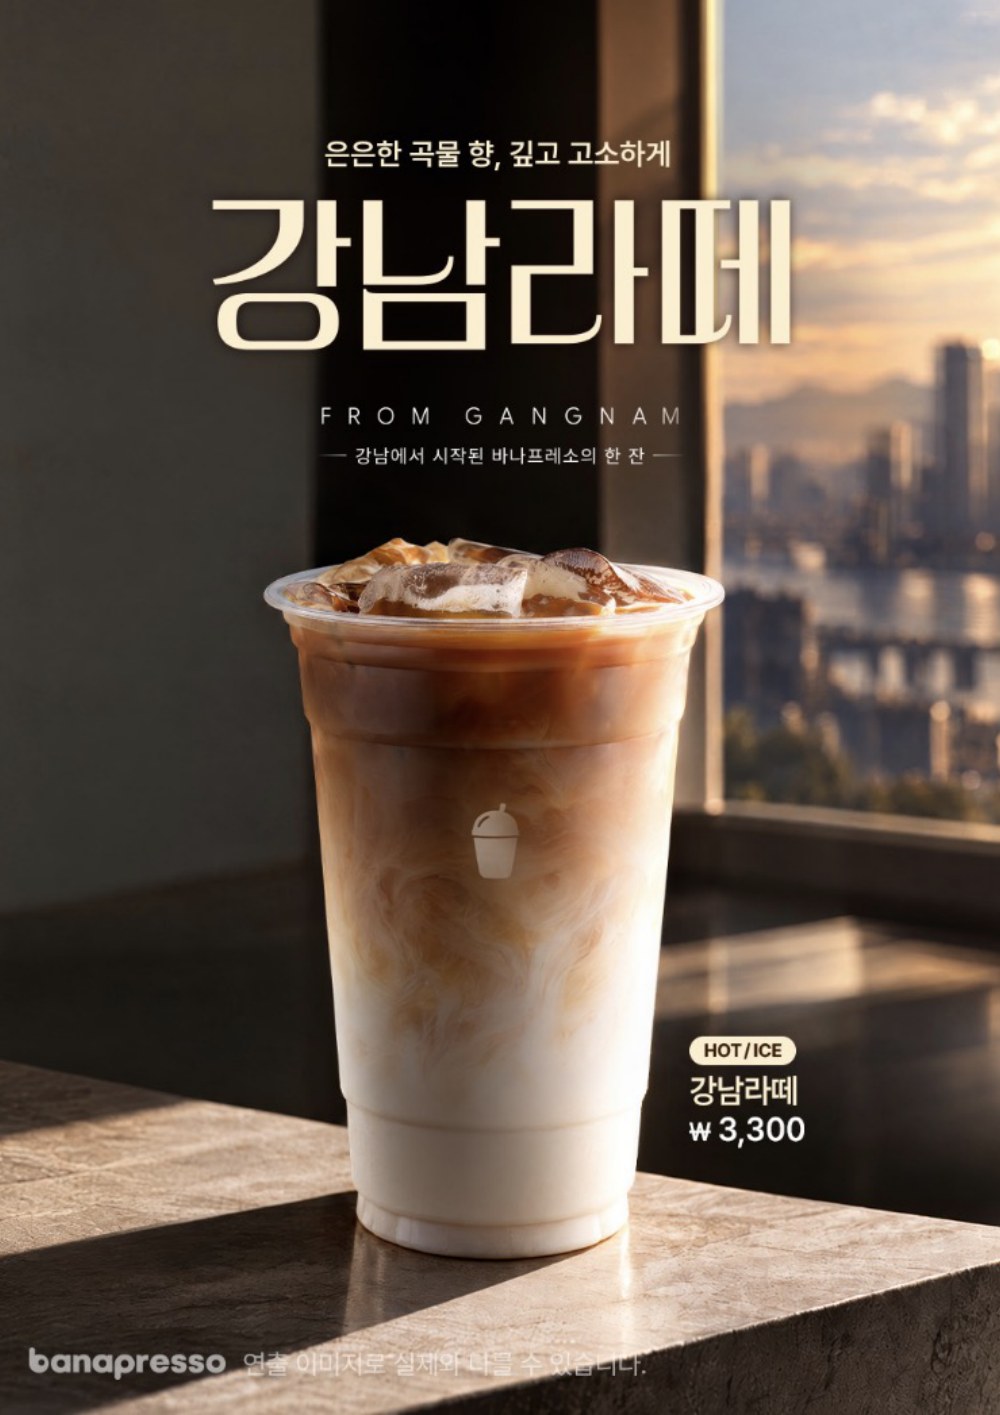 은은한 곡물 향, 깊고 고소하게
강남라떼
FROM GANGNAM
강남에서 시작된 바나프레소의 한 잔
HOT/ICE
강남라떼
₩ 3,300
banapresso 연출 이미지로 실제와 다를 수 있습니다.